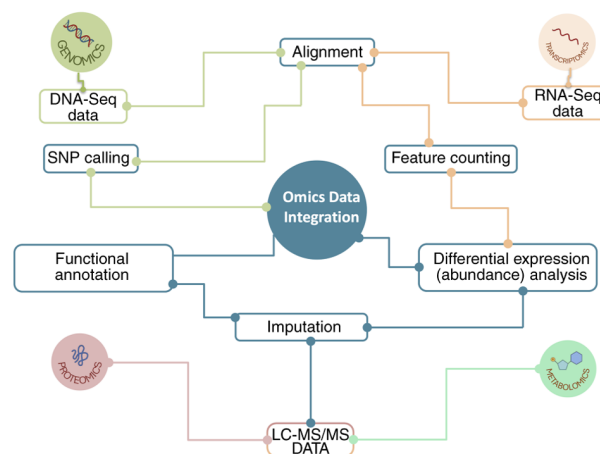 GENOMICS
TRANSCRIPTOMICS
Alignment
DNA-Seq
data
RNA-Seq
data
SNP calling
Feature counting
Omics Data
Integration
Functional
annotation
Differential expression
(abundance) analysis
Imputation
PROTEOMICS
METABOLOMICS
LC-MS/MS
DATA